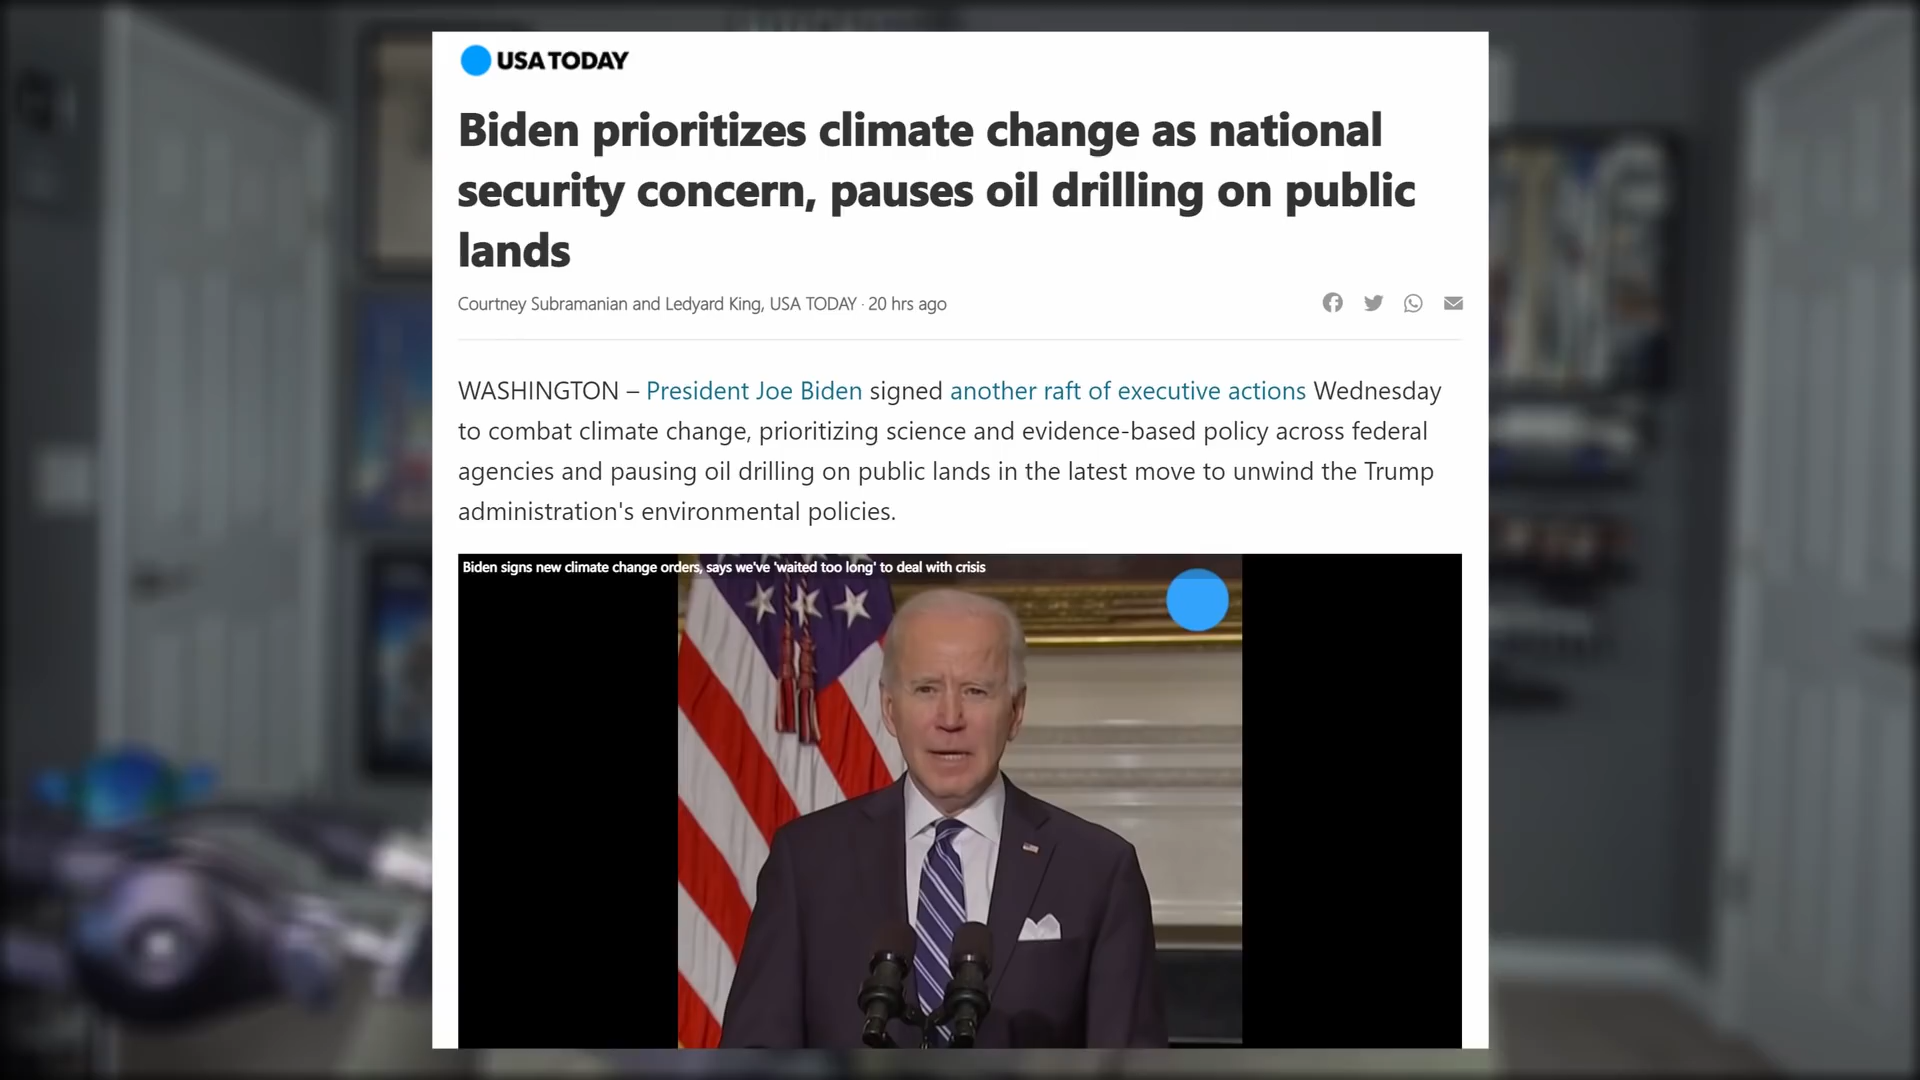 USA TODAY
Biden prioritizes climate change as national
security concern, pauses oil drilling on public
lands
Courtney Subramanian and Ledyard King, USA TODAY · 20 hrs ago
WASHINGTON – President Joe Biden signed another raft of executive actions Wednesday
to combat climate change, prioritizing science and evidence-based policy across federal
agencies and pausing oil drilling on public lands in the latest move to unwind the Trump
administration's environmental policies.
Biden signs new climate change orders, says we've 'waited too long' to deal with crisis